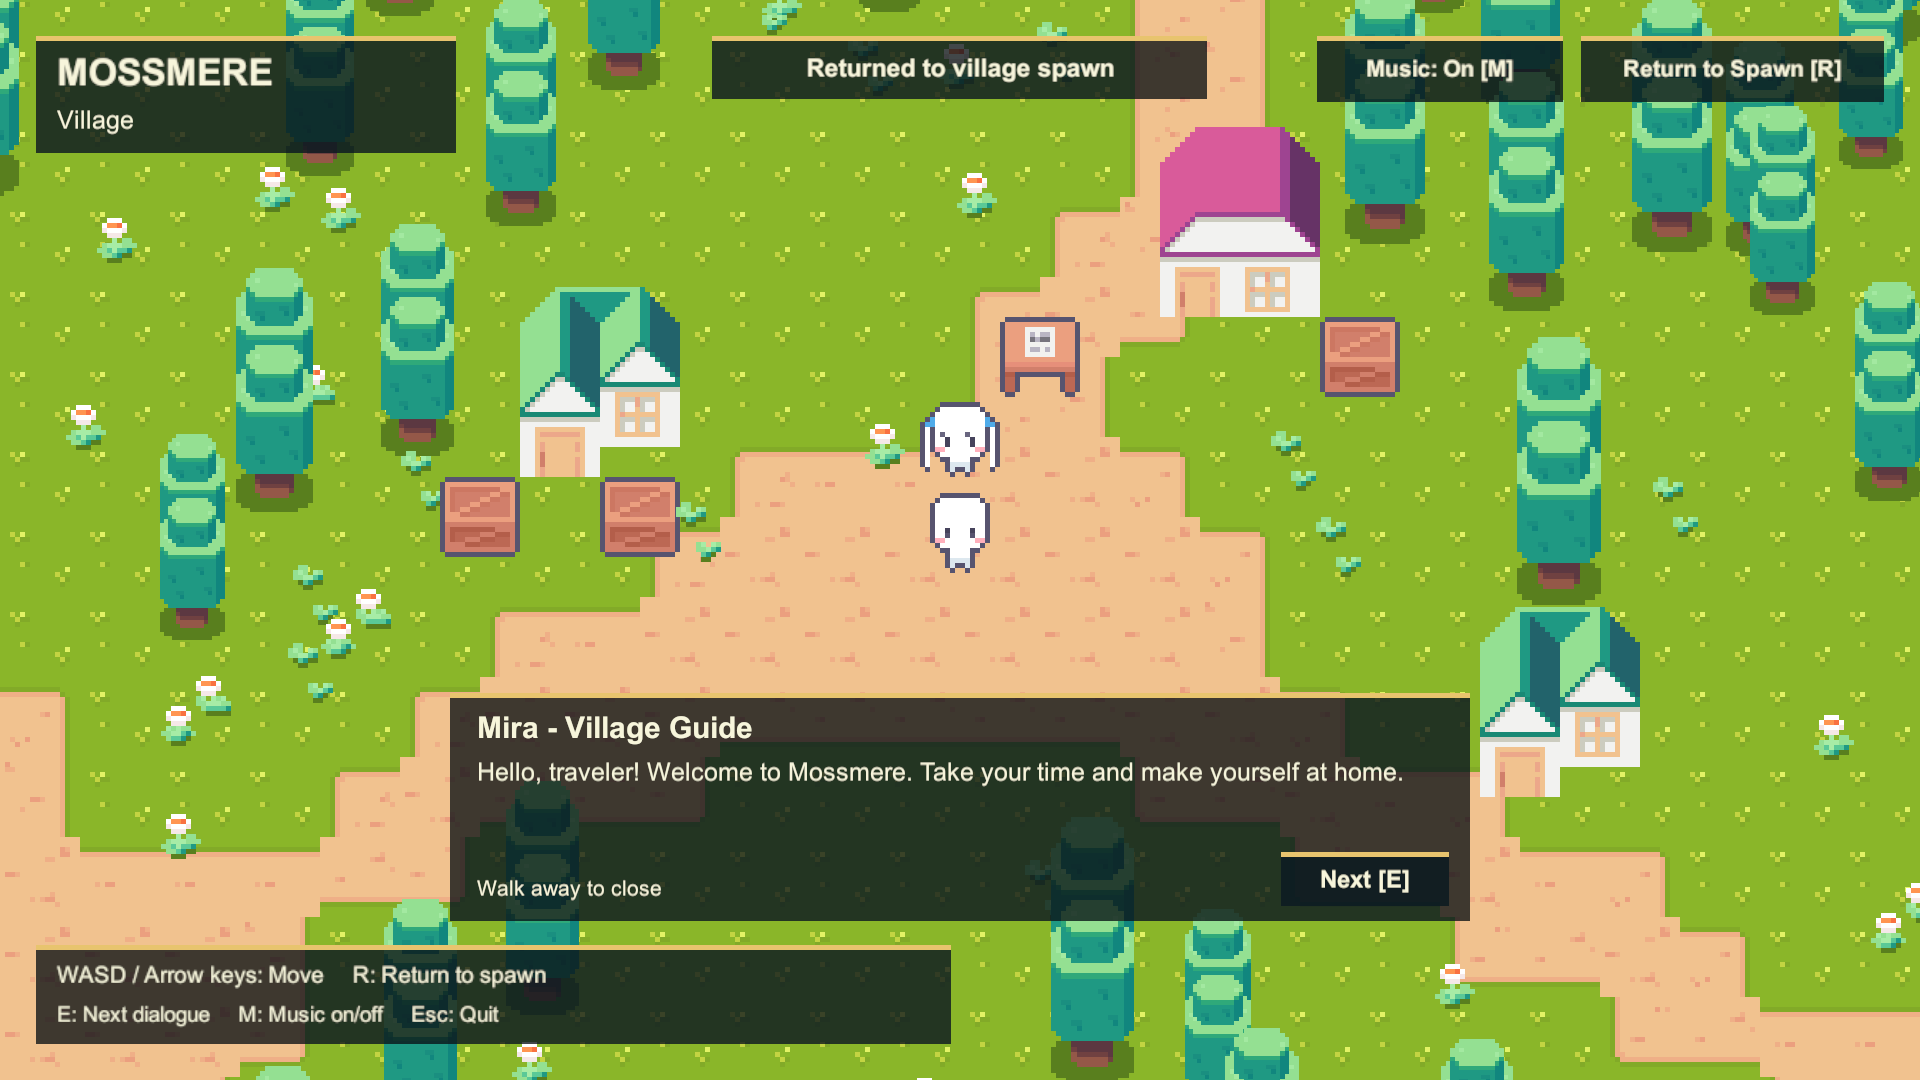 MOSSMERE
Village
Returned to village spawn
Music: On [M]
Return to Spawn [R]
Mira - Village Guide
Hello, traveler! Welcome to Mossmere. Take your time and make yourself at home.
Walk away to close
Next [E]
WASD / Arrow keys: Move R: Return to spawn
E: Next dialogue M: Music on/off Esc: Quit